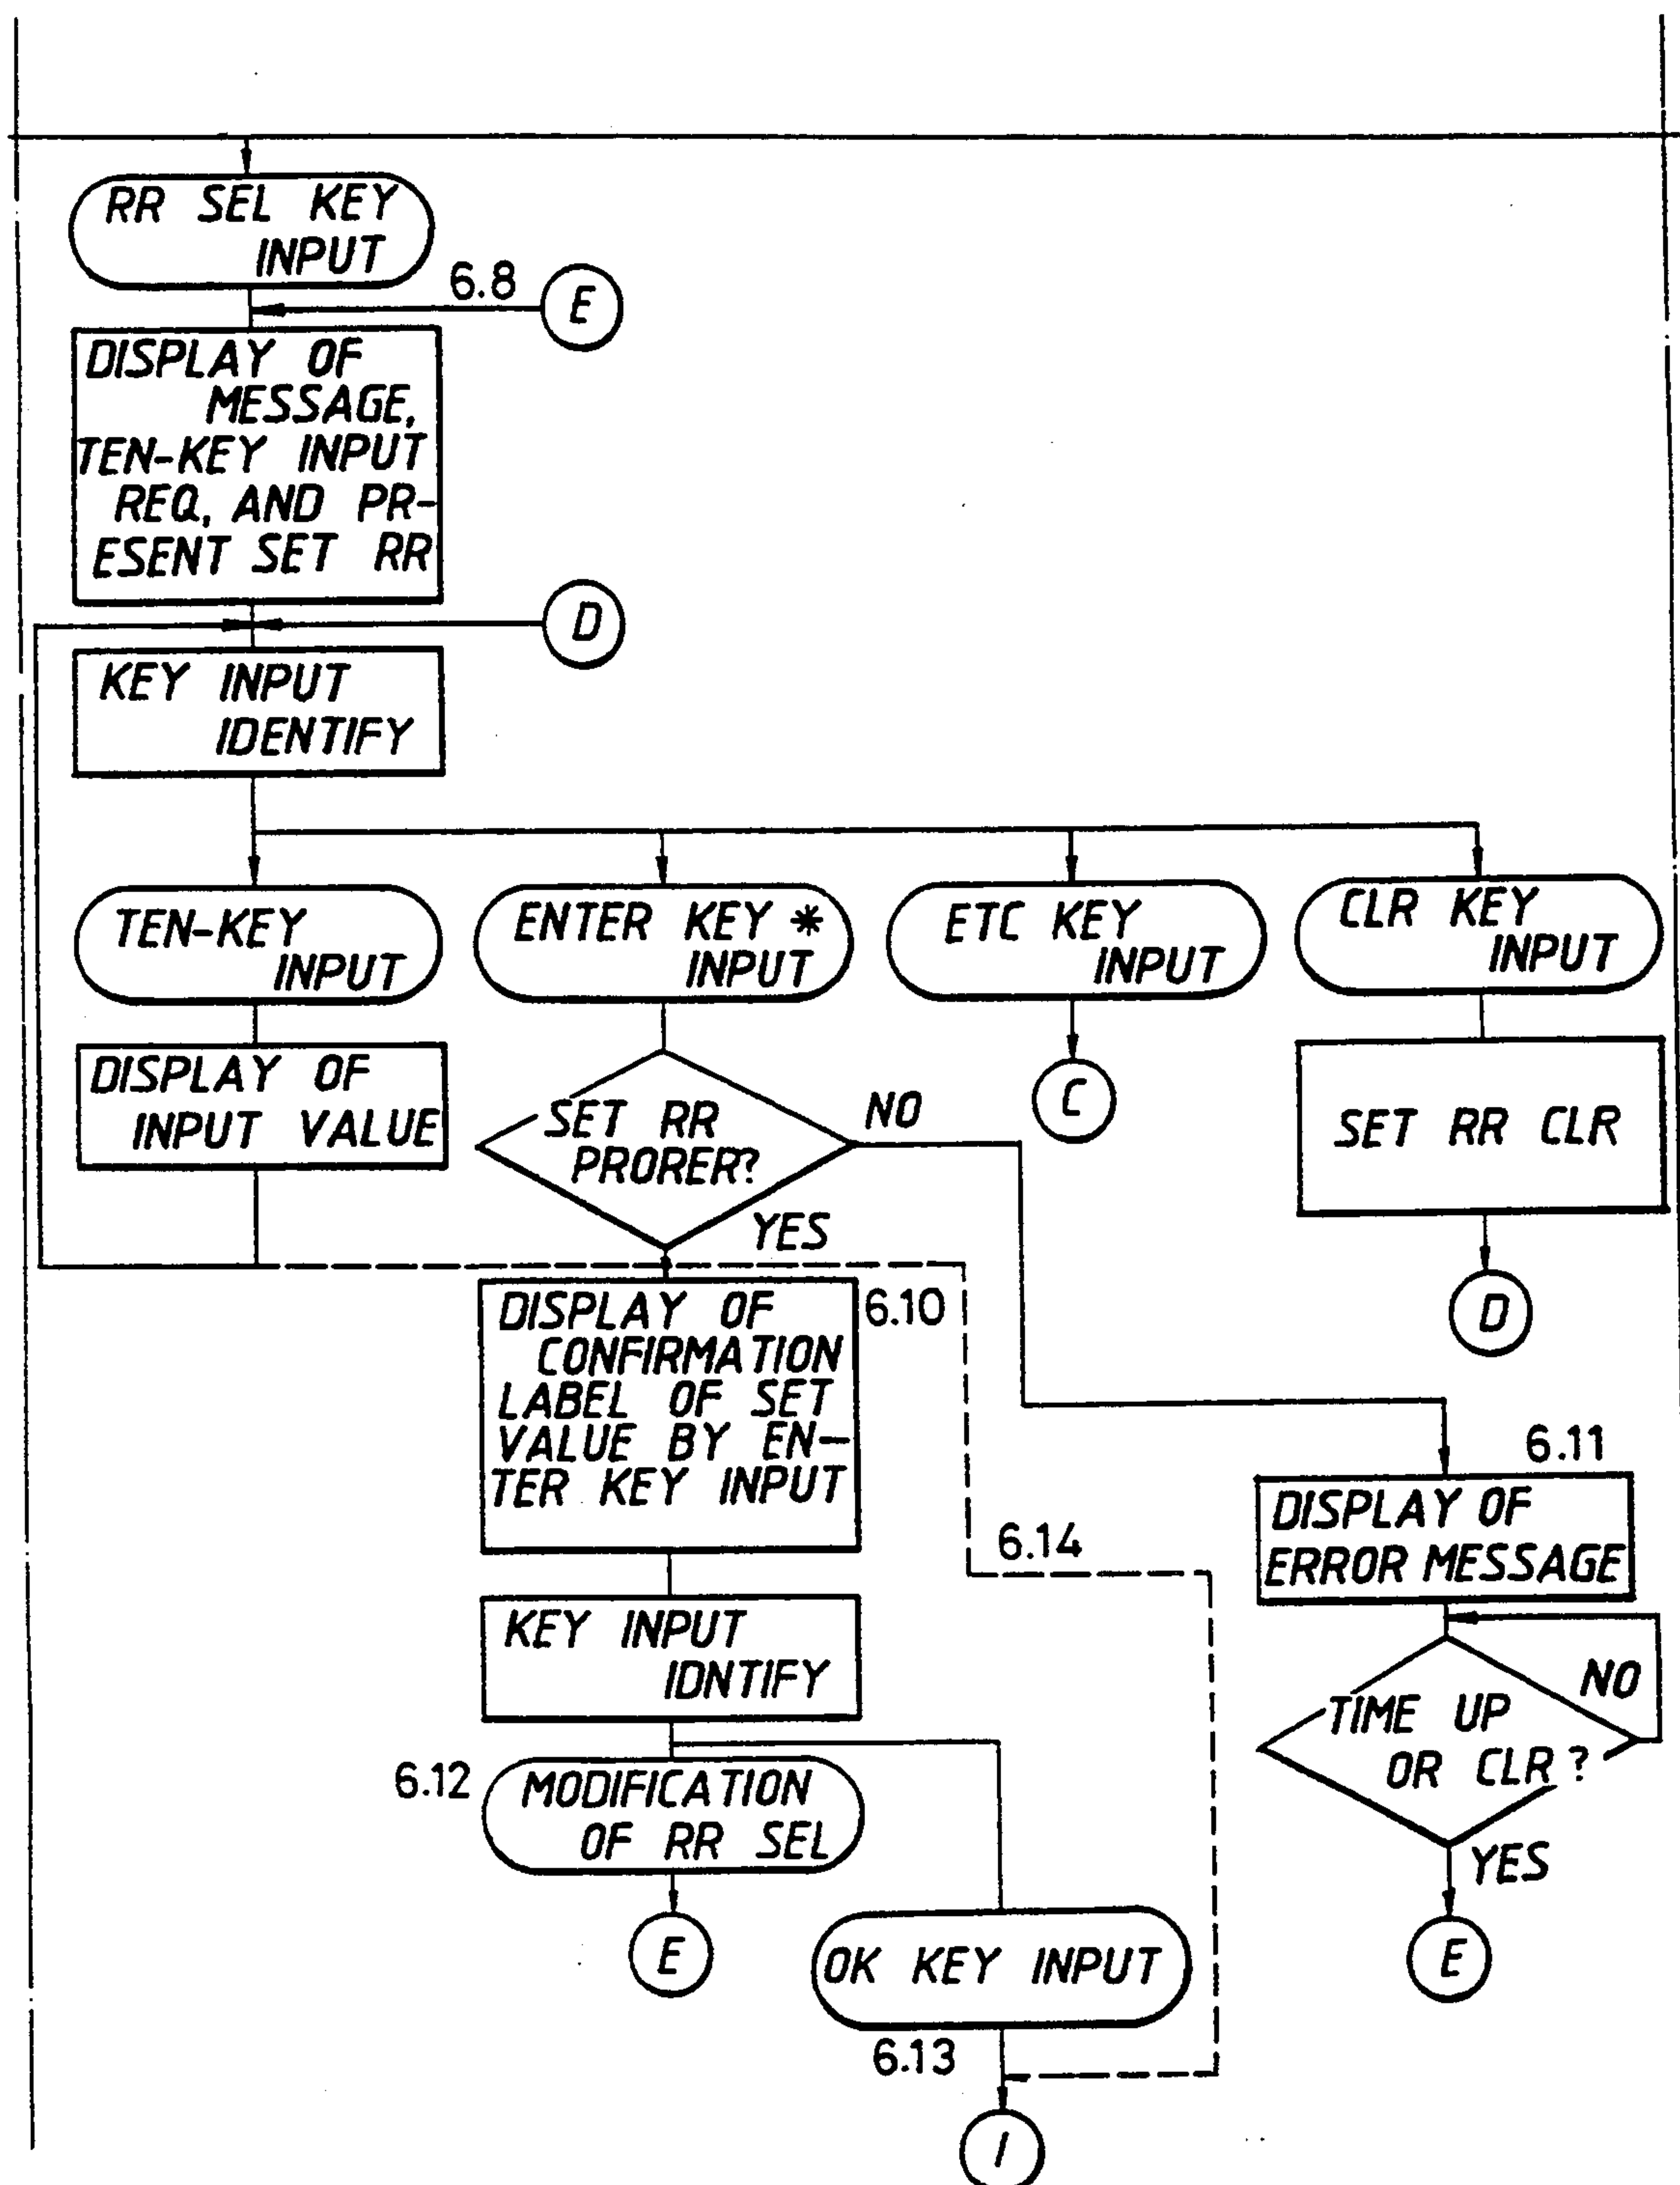 RR SEL KEY
INPUT
6.8
E
DISPLAY OF
MESSAGE,
TEN-KEY INPUT
REQ, AND PR-
ESENT SET RR
D
KEY INPUT
IDENTIFY
TEN-KEY
INPUT
ENTER KEY *
INPUT
ETC KEY
INPUT
CLR KEY
INPUT
DISPLAY OF
INPUT VALUE
SET RR
PRORER?
NO
YES
C
SET RR CLR
D
DISPLAY OF
CONFIRMATION
LABEL OF SET
VALUE BY EN-
TER KEY INPUT
6.10
6.11
DISPLAY OF
ERROR MESSAGE
6.14
KEY INPUT
IDNTIFY
NO
TIME UP
OR CLR?
YES
6.12
MODIFICATION
OF RR SEL
E
OK KEY INPUT
E
6.13
I